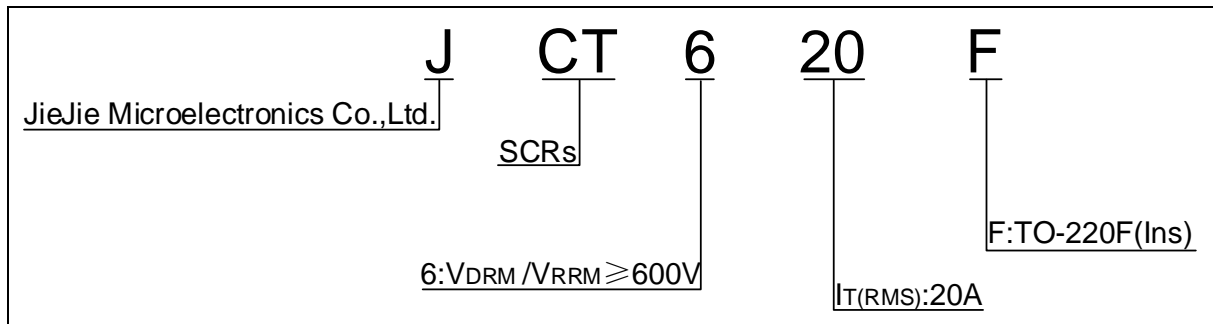 J CT 6 20 F
JieJie Microelectronics Co.,Ltd.
SCRs
F:TO-220F(Ins)
6:VDRM /VRRM≥600V
IT(RMS):20A